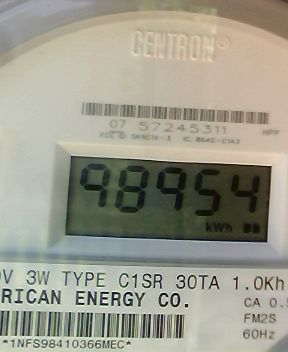 CENTRON®
07 57245311 HPP
98954
kWh
0V 3W TYPE C1SR 30TA 1.0Kh
RICAN ENERGY CO.
CA 0.5
FM2S
60Hz
*1NFS98410366MEC*